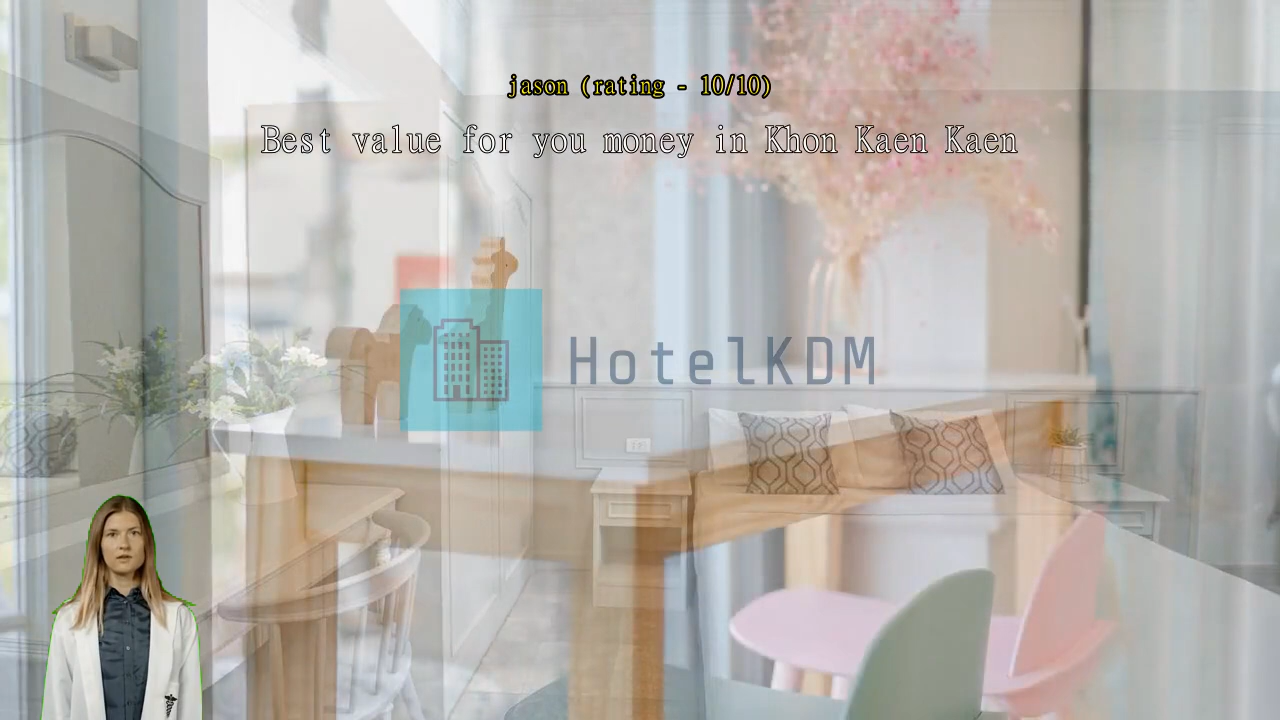 jason (rating - 10/10)
Best value for you money in Khon Kaen Kaen
HotelKDM